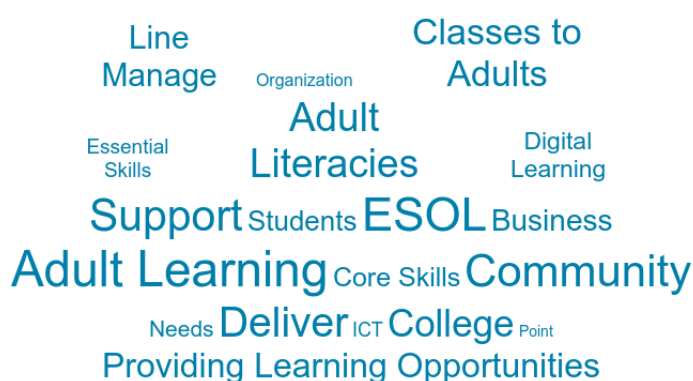 Line
Manage
Classes to
Adults
Organization
Adult
Literacies
Essential
Skills
Digital
Learning
Support Students ESOL Business
Adult Learning Core Skills Community
Needs Deliver ICT College Point
Providing Learning Opportunities